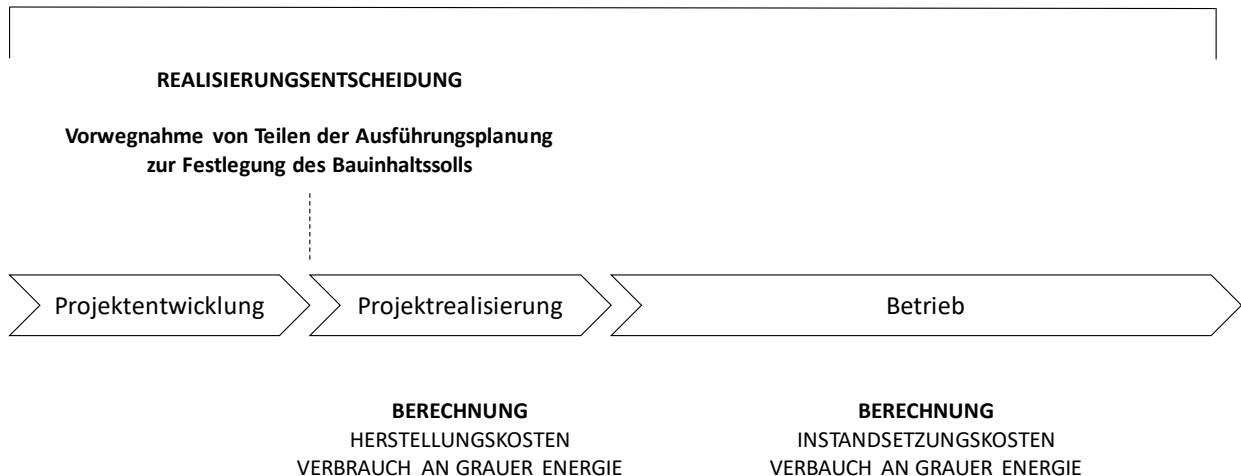 REALISIERUNGSENTSCHEIDUNG
Vorwegnahme von Teilen der Ausführungsplanung
zur Festlegung des Bauinhaltssolls
Projektentwicklung
Projektrealisierung
Betrieb
BERECHNUNG
HERSTELLUNGSKOSTEN
VERBRAUCH AN GRAUER ENERGIE
BERECHNUNG
INSTANDSETZUNGSKOSTEN
VERBAUCH AN GRAUER ENERGIE